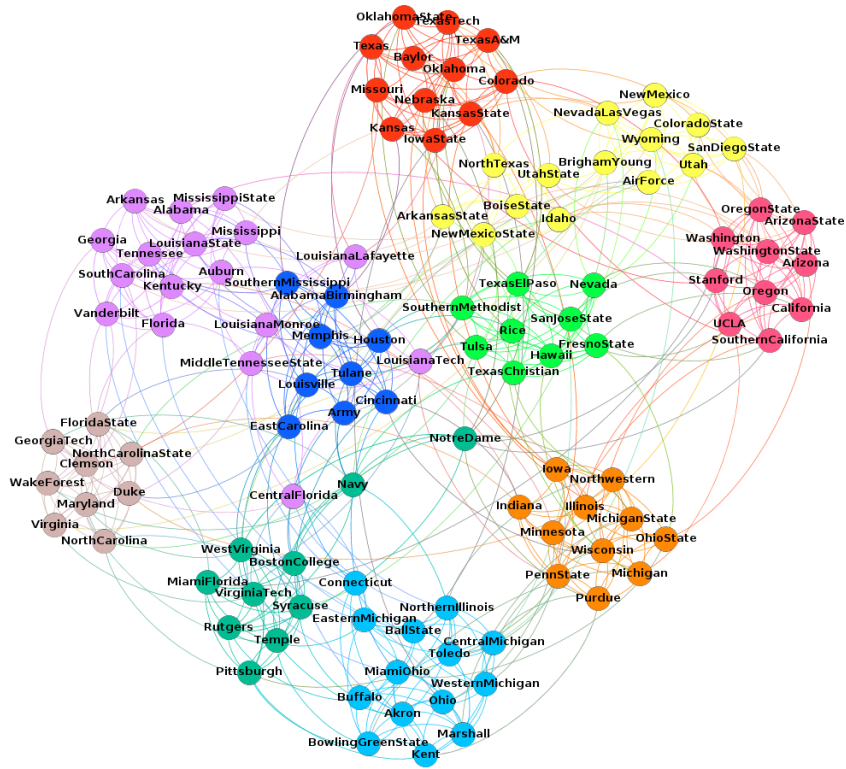 OklahomaState
TexasTech
Texas
TexasA&M
Baylor
Oklahoma
Colorado
Missouri
Nebraska
KansasState
Kansas
IowaState
NewMexico
NevadaLasVegas
ColoradoState
Wyoming
SanDiegoState
NorthTexas
BrighamYoung
Utah
UtahState
AirForce
ArkansasState
BoiseState
Idaho
NewMexicoState
Arkansas
MississippiState
Alabama
Georgia
Mississippi
LouisianaState
Tennessee
SouthCarolina
Auburn
Kentucky
Vanderbilt
Florida
LouisianaLafayette
LouisianaMonroe
MiddleTennesseeState
LouisianaTech
CentralFlorida
SouthernMississippi
AlabamaBirmingham
Memphis
Houston
Tulane
Louisville
Cincinnati
Army
EastCarolina
TexasElPaso
Nevada
SouthernMethodist
SanJoseState
Rice
Tulsa
FresnoState
Hawaii
TexasChristian
OregonState
ArizonaState
Washington
WashingtonState
Arizona
Stanford
Oregon
California
UCLA
SouthernCalifornia
FloridaState
GeorgiaTech
NorthCarolinaState
Clemson
WakeForest
Duke
Maryland
Virginia
NorthCarolina
NotreDame
Navy
WestVirginia
BostonCollege
MiamiFlorida
VirginiaTech
Syracuse
Rutgers
Temple
Pittsburgh
Connecticut
NorthernIllinois
EasternMichigan
BallState
CentralMichigan
Toledo
MiamiOhio
WesternMichigan
Buffalo
Ohio
Akron
Marshall
BowlingGreenState
Kent
Iowa
Northwestern
Indiana
Illinois
MichiganState
Minnesota
OhioState
Wisconsin
PennState
Michigan
Purdue